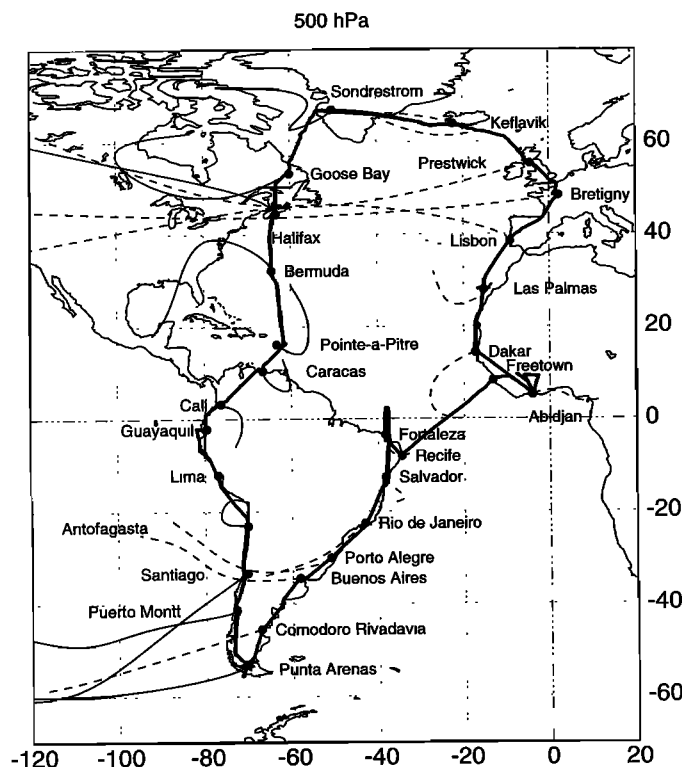 500 hPa
Sondrestrom
Keflavik
60
Prestwick
Goose Bay
Bretigny
40
Halifax
Lisbon
Bermuda
Las Palmas
20
Pointe-a-Pitre
Dakar
Freetown
Caracas
Cali
Abidjan
0
Guayaquil
Fortaleza
Recife
Lima
Salvador
-20
Antofagasta
Rio de Janeiro
Porto Alegre
Santiago
Buenos Aires
-40
Puerto Montt
Comodoro Rivadavia
Punta Arenas
-60
-120 -100 -80 -60 -40 -20 0 20